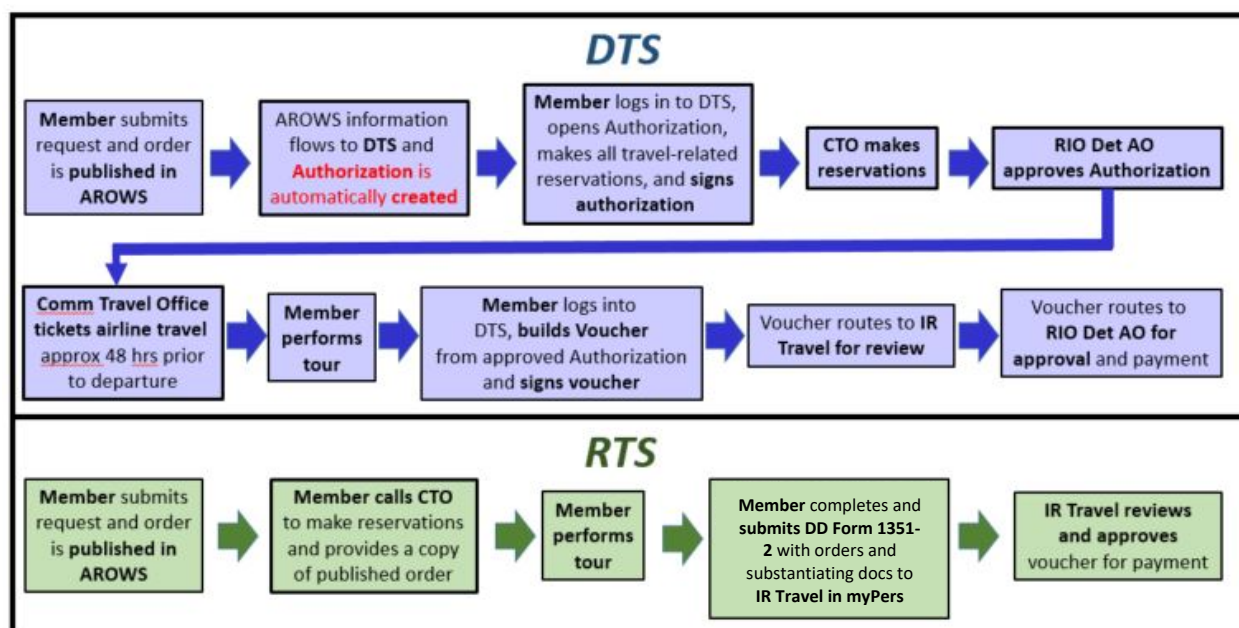 DTS
Member submits
request and order
is published in
AROWS
AROWS information
flows to DTS and
Authorization is
automatically created
Member logs in to DTS,
opens Authorization,
makes all travel-related
reservations, and signs
authorization
CTO makes
reservations
RIO Det AO
approves Authorization
Comm Travel Office
tickets airline travel
approx 48 hrs prior
to departure
Member
performs
tour
Member logs into
DTS, builds Voucher
from approved Authorization
and signs voucher
Voucher routes to IR
Travel for review
Voucher routes to
RIO Det AO for
approval and payment
RTS
Member submits
request and order
is published in
AROWS
Member calls CTO
to make reservations
and provides a copy
of published order
Member
performs
tour
Member completes and
submits DD Form 1351-
2 with orders and
substantiating docs to
IR Travel in myPers
IR Travel reviews
and approves
voucher for payment